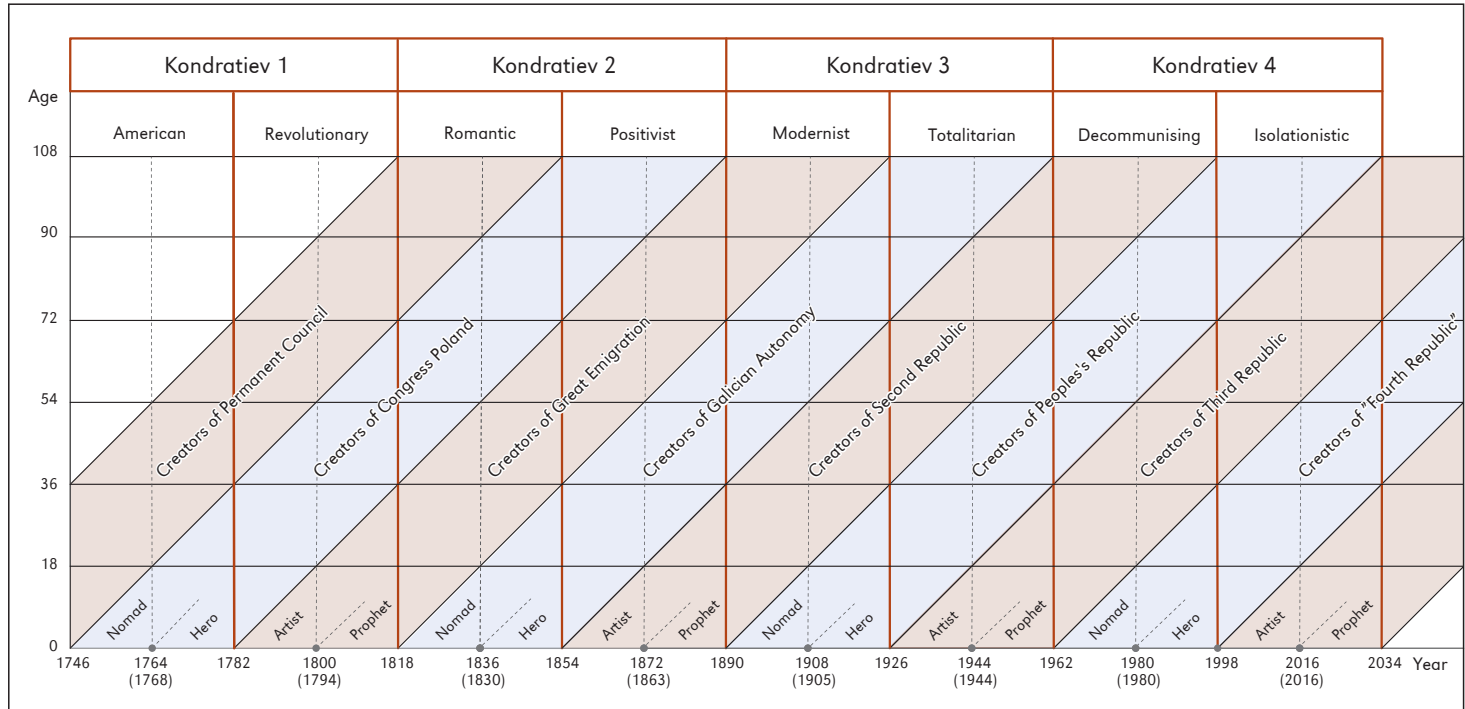 Kondratiev 1
Kondratiev 2
Kondratiev 3
Kondratiev 4
Age
American
Revolutionary
Romantic
Positivist
Modernist
Totalitarian
Decommunising
Isolationistic
108
90
72
54
36
18
0
Creators of Permanent Council
Creators of Congress Poland
Creators of Great Emigration
Creators of Galician Autonomy
Creators of Second Republic
Creators of Peoples's Republic
Creators of Third Republic
Creators of "Fourth Republic"
Nomad
Hero
Artist
Prophet
Nomad
Hero
Artist
Prophet
Nomad
Hero
Artist
Prophet
Nomad
Hero
Artist
Prophet
1746
1764
1782
1800
1818
1836
1854
1872
1890
1908
1926
1944
1962
1980
1998
2016
2034
Year
(1768)
(1794)
(1830)
(1863)
(1905)
(1944)
(1980)
(2016)